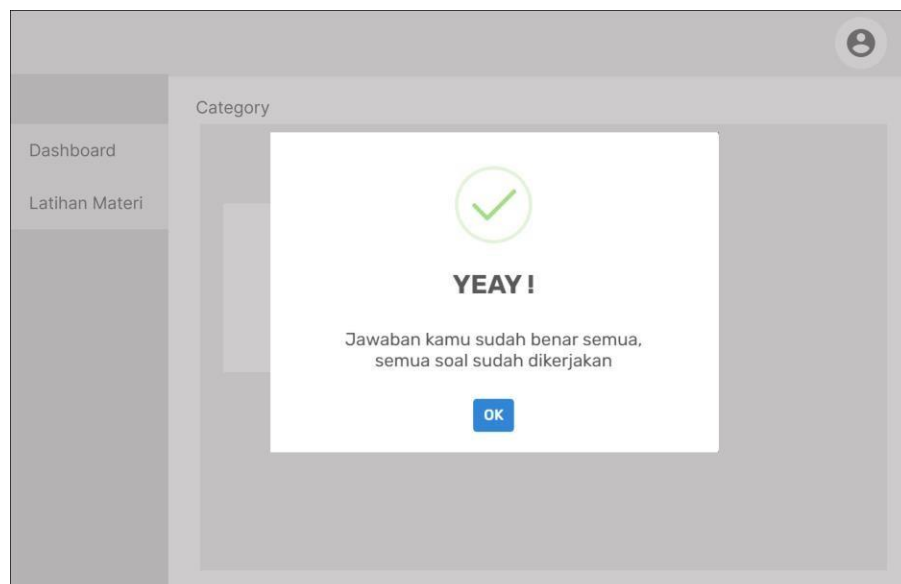 Category
Dashboard
Latihan Materi
YEAY !
Jawaban kamu sudah benar semua,
semua soal sudah dikerjakan
OK